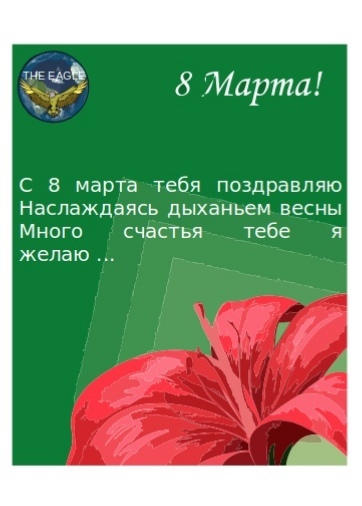 THE EAGLE
8 Марта!
С 8 марта тебя поздравляю
Наслаждаясь дыханьем весны
Много счастья тебе я
желаю ...